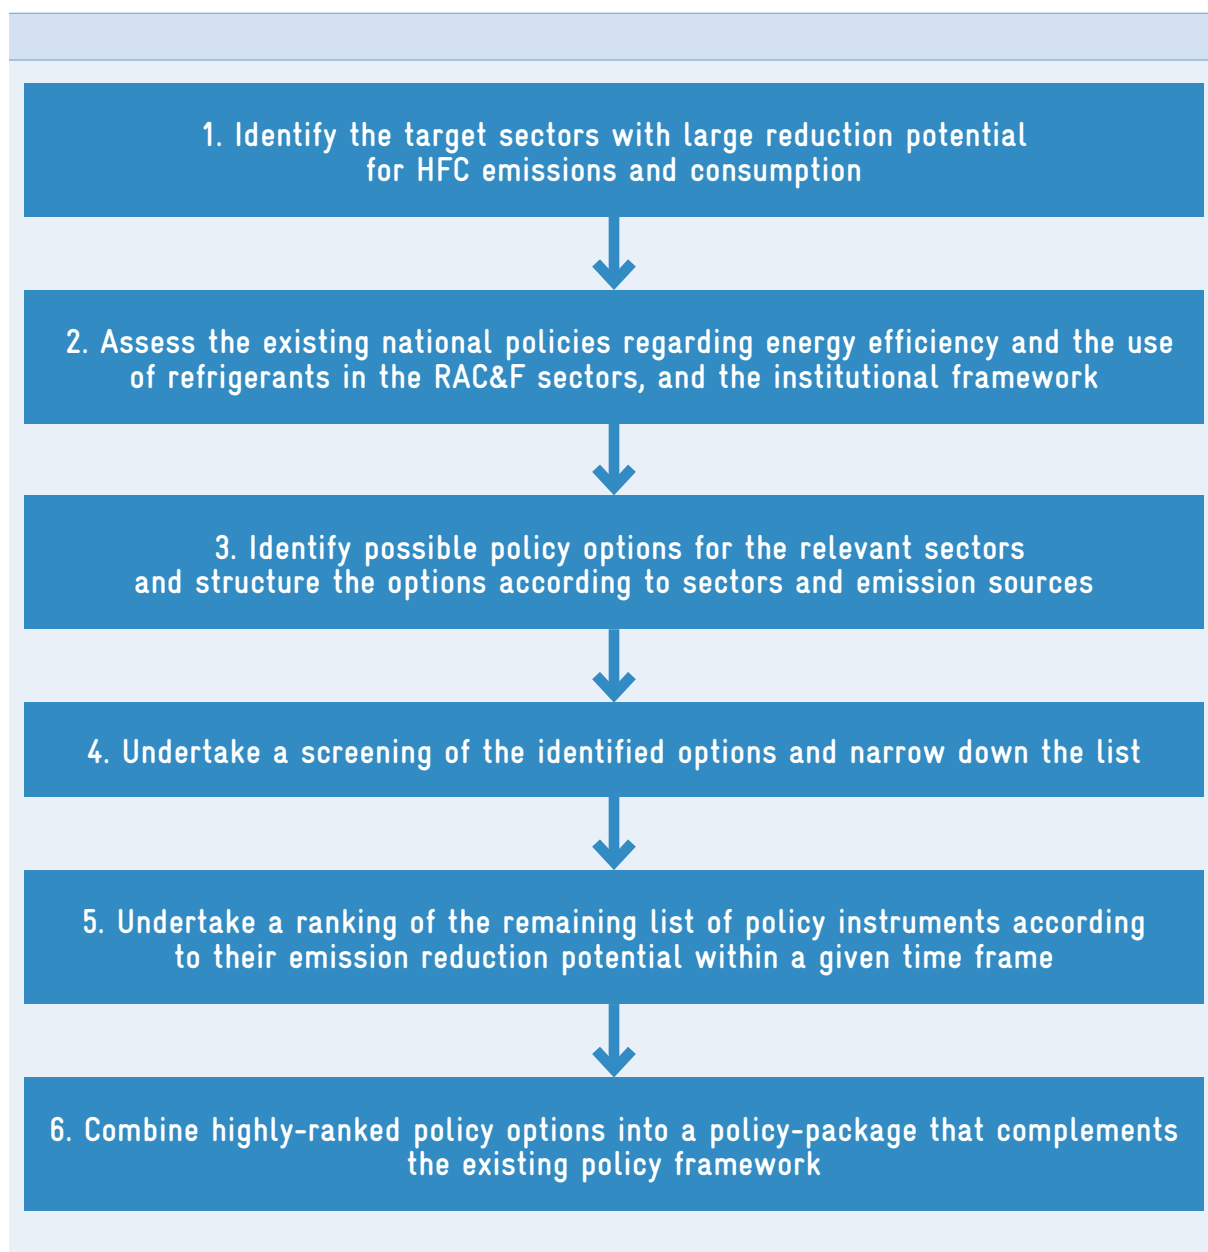 1. Identify the target sectors with large reduction potential
for HFC emissions and consumption
2. Assess the existing national policies regarding energy efficiency and the use
of refrigerants in the RAC&F sectors, and the institutional framework
3. Identify possible policy options for the relevant sectors
and structure the options according to sectors and emission sources
4. Undertake a screening of the identified options and narrow down the list
5. Undertake a ranking of the remaining list of policy instruments according
to their emission reduction potential within a given time frame
6. Combine highly-ranked policy options into a policy-package that complements
the existing policy framework